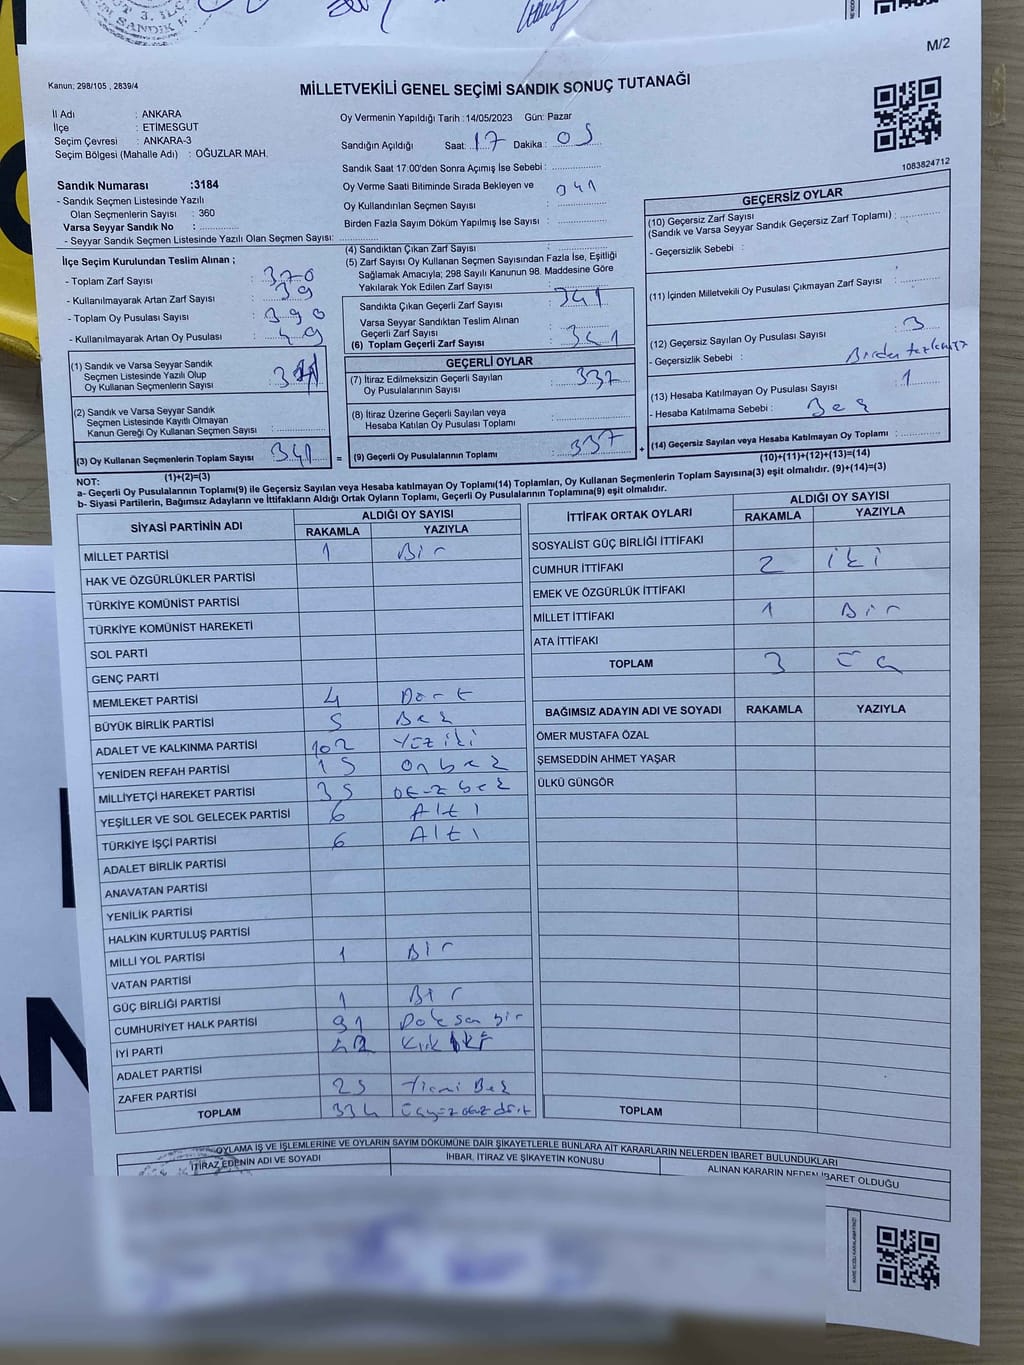 M/2
Kanun; 298/105 , 2839/4
MİLLETVEKİLİ GENEL SEÇİMİ SANDIK SONUÇ TUTANAĞI
İl Adı : ANKARA
İlçe : ETİMESGUT
Seçim Çevresi : ANKARA-3
Seçim Bölgesi (Mahalle Adı) : OĞUZLAR MAH.
Oy Vermenin Yapıldığı Tarih :14/05/2023 Gün: Pazar
Sandığın Açıldığı Saat: 17 Dakika : 05
Sandık Saat 17:00'den Sonra Açımış İse Sebebi :
Oy Verme Saati Bitiminde Sırada Bekleyen ve : 041
Oy Kullandırılan Seçmen Sayısı :
Birden Fazla Sayım Döküm Yapılmış İse Sayısı :
1083824712
Sandık Numarası :3184
- Sandık Seçmen Listesinde Yazılı
Olan Seçmenlerin Sayısı : 360
Varsa Seyyar Sandık No :
- Seyyar Sandık Seçmen Listesinde Yazılı Olan Seçmen Sayısı:
İlçe Seçim Kurulundan Teslim Alınan ;
- Toplam Zarf Sayısı : 370
- Kullanılmayarak Artan Zarf Sayısı : 39
- Toplam Oy Pusulası Sayısı : 390
- Kullanılmayarak Artan Oy Pusulası : 49
(1) Sandık ve Varsa Seyyar Sandık
Seçmen Listesinde Yazılı Olup
Oy Kullanan Seçmenlerin Sayısı :
(2) Sandık ve Varsa Seyyar Sandık
Seçmen Listesinde Kayıtlı Olmayan
Kanun Gereği Oy Kullanan Seçmen Sayısı :
(3) Oy Kullanan Seçmenlerin Toplam Sayısı : 341
(1)+(2)=(3)
(4) Sandıktan Çıkan Zarf Sayısı :
(5) Zarf Sayısı Oy Kullanan Seçmen Sayısından Fazla İse, Eşitliği
Sağlamak Amacıyla; 298 Sayılı Kanunun 98. Maddesine Göre
Yakılarak Yok Edilen Zarf Sayısı :
Sandıkta Çıkan Geçerli Zarf Sayısı : 341
Varsa Seyyar Sandıktan Teslim Alınan
Geçerli Zarf Sayısı :
(6) Toplam Geçerli Zarf Sayısı : 341
GEÇERLİ OYLAR
(7) İtiraz Edilmeksizin Geçerli Sayılan
Oy Pusulalarının Sayısı : 337
(8) İtiraz Üzerine Geçerli Sayılan veya
Hesaba Katılan Oy Pusulası Toplamı :
(9) Geçerli Oy Pusulalarının Toplamı : 337
GEÇERSİZ OYLAR
(10) Geçersiz Zarf Sayısı
(Sandık ve Varsa Seyyar Sandık Geçersiz Zarf Toplamı) :
- Geçersizlik Sebebi :
(11) İçinden Milletvekili Oy Pusulası Çıkmayan Zarf Sayısı :
(12) Geçersiz Sayılan Oy Pusulası Sayısı : 3
- Geçersizlik Sebebi :
(13) Hesaba Katılmayan Oy Pusulası Sayısı : 1
- Hesaba Katılmama Sebebi :
(14) Geçersiz Sayılan veya Hesaba Katılmayan Oy Toplamı :
(10)+(11)+(12)+(13)=(14)
NOT:
a- Geçerli Oy Pusulalarının Toplamı(9) ile Geçersiz Sayılan veya Hesaba katılmayan Oy Toplamı(14) Toplamları, Oy Kullanan Seçmenlerin Toplam Sayısına(3) eşit olmalıdır. (9)+(14)=(3)
b- Siyasi Partilerin, Bağımsız Adayların ve İttifakların Aldığı Ortak Oyların Toplamı, Geçerli Oy Pusulalarının Toplamına(9) eşit olmalıdır.
SİYASİ PARTİNİN ADI ALDIĞI OY SAYISI
RAKAMLA YAZIYLA
MİLLET PARTİSİ 1 Bir
HAK VE ÖZGÜRLÜKLER PARTİSİ
TÜRKİYE KOMÜNİST PARTİSİ
TÜRKİYE KOMÜNİST HAREKETİ
SOL PARTİ
GENÇ PARTİ
MEMLEKET PARTİSİ 4 Dört
BÜYÜK BİRLİK PARTİSİ 5 Beş
ADALET VE KALKINMA PARTİSİ 102 Yüz iki
YENİDEN REFAH PARTİSİ 15 Onbeş
MİLLİYETÇİ HAREKET PARTİSİ 35 otuz beş
YEŞİLLER VE SOL GELECEK PARTİSİ 6 Altı
TÜRKİYE İŞÇİ PARTİSİ 6 Altı
ADALET BİRLİK PARTİSİ
ANAVATAN PARTİSİ
YENİLİK PARTİSİ
HALKIN KURTULUŞ PARTİSİ
MİLLİ YOL PARTİSİ 1 Bir
VATAN PARTİSİ
GÜÇ BİRLİĞİ PARTİSİ 1 Bir
CUMHURİYET HALK PARTİSİ 91 Doksan bir
İYİ PARTİ 42 Kırk iki
ADALET PARTİSİ
ZAFER PARTİSİ 25 Yirmi Beş
TOPLAM 334 Üçyüz otuz dört
İTTİFAK ORTAK OYLARI ALDIĞI OY SAYISI
RAKAMLA YAZIYLA
SOSYALİST GÜÇ BİRLİĞİ İTTİFAKI
CUMHUR İTTİFAKI 2 iki
EMEK VE ÖZGÜRLÜK İTTİFAKI
MİLLET İTTİFAKI 1 Bir
ATA İTTİFAKI
TOPLAM 3 Üç
BAĞIMSIZ ADAYIN ADI VE SOYADI RAKAMLA YAZIYLA
ÖMER MUSTAFA ÖZAL
ŞEMSEDDİN AHMET YAŞAR
ÜLKÜ GÜNGÖR
TOPLAM
OYLAMA İŞ VE İŞLEMLERİNE VE OYLARIN SAYIM DÖKÜMÜNE DAİR ŞİKAYETLERLE BUNLARA AİT KARARLARIN NELERDEN İBARET BULUNDUKLARI
İTİRAZ EDENİN ADI VE SOYADI
İHBAR, İTİRAZ VE ŞİKAYETİN KONUSU
ALINAN KARARIN NEDEN İBARET OLDUĞU